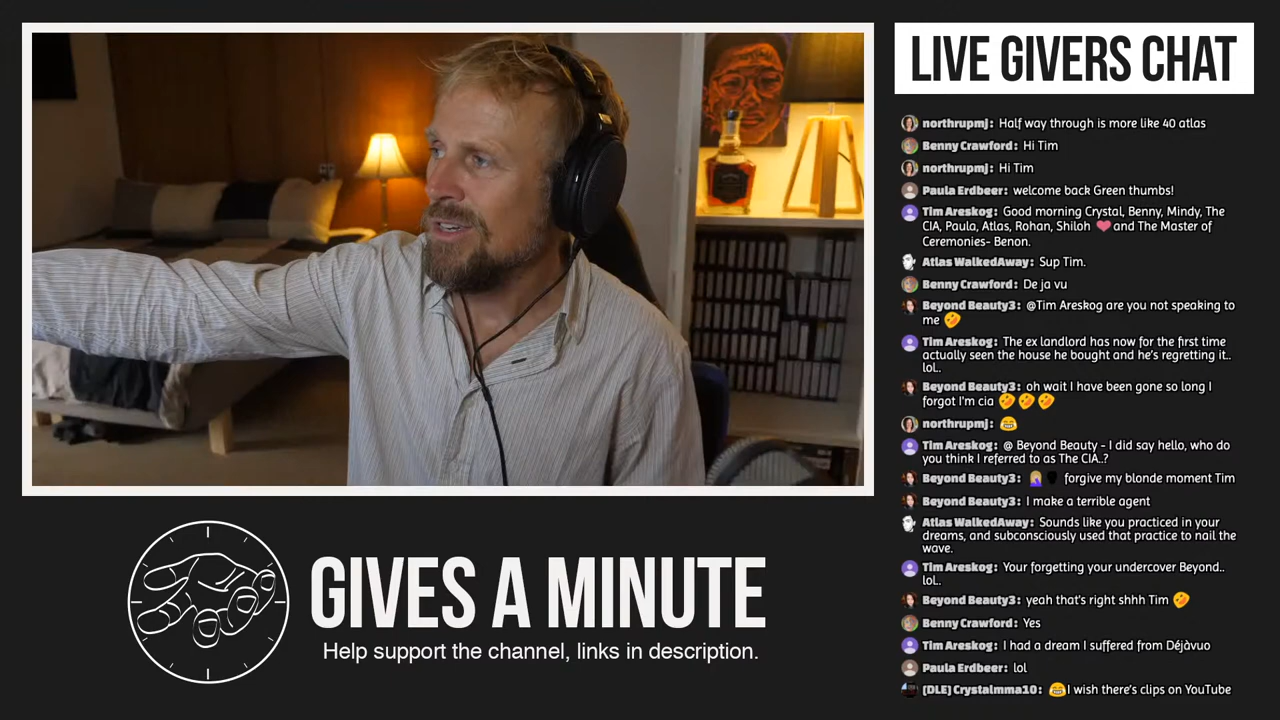 LIVE GIVERS CHAT
northrupmj: Half way through is more like 40 atlas
Benny Crawford: Hi Tim
northrupmj: Hi Tim
Paula Erdbeer: welcome back Green thumbs!
Tim Areskog: Good morning Crystal, Benny, Mindy, The
CIA, Paula, Atlas, Rohan, Shiloh ❤️ and The Master of
Ceremonies- Benon.
Atlas WalkedAway: Sup Tim.
Benny Crawford: De ja vu
Beyond Beauty3: @Tim Areskog are you not speaking to
me 🤣
Tim Areskog: The ex landlord has now for the first time
actually seen the house he bought and he's regretting it..
lol..
Beyond Beauty3: oh wait I have been gone so long I
forgot I'm cia 🤣🤣🤣
northrupmj: 😂
Tim Areskog: @ Beyond Beauty - I did say hello, who do
you think I referred to as The CIA..?
Beyond Beauty3: 🤦🏼‍♀️ forgive my blonde moment Tim
Beyond Beauty3: I make a terrible agent
Atlas WalkedAway: Sounds like you practiced in your
dreams, and subconsciously used that practice to nail the
wave.
Tim Areskog: Your forgetting your undercover Beyond..
lol..
Beyond Beauty3: yeah that's right shhh Tim 🤣
Benny Crawford: Yes
Tim Areskog: I had a dream I suffered from Déjàvuo
Paula Erdbeer: lol
(DLE) Crystalmma10: 😂I wish there's clips on YouTube
GIVES A MINUTE
Help support the channel, links in description.